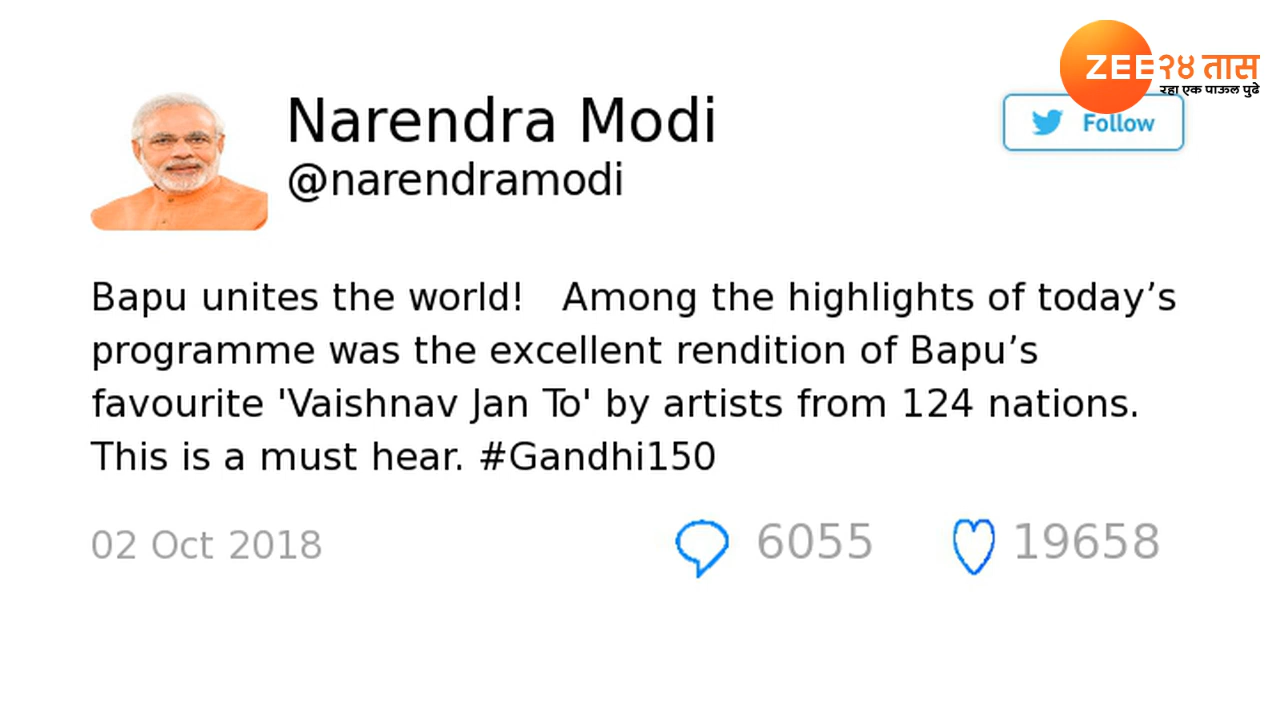 ZEE २४ तास
रहा एक पाऊल पुढे
Narendra Modi
Follow
@narendramodi
Bapu unites the world!   Among the highlights of today’s
programme was the excellent rendition of Bapu’s
favourite 'Vaishnav Jan To' by artists from 124 nations.
This is a must hear. #Gandhi150
02 Oct 2018 6055 19658